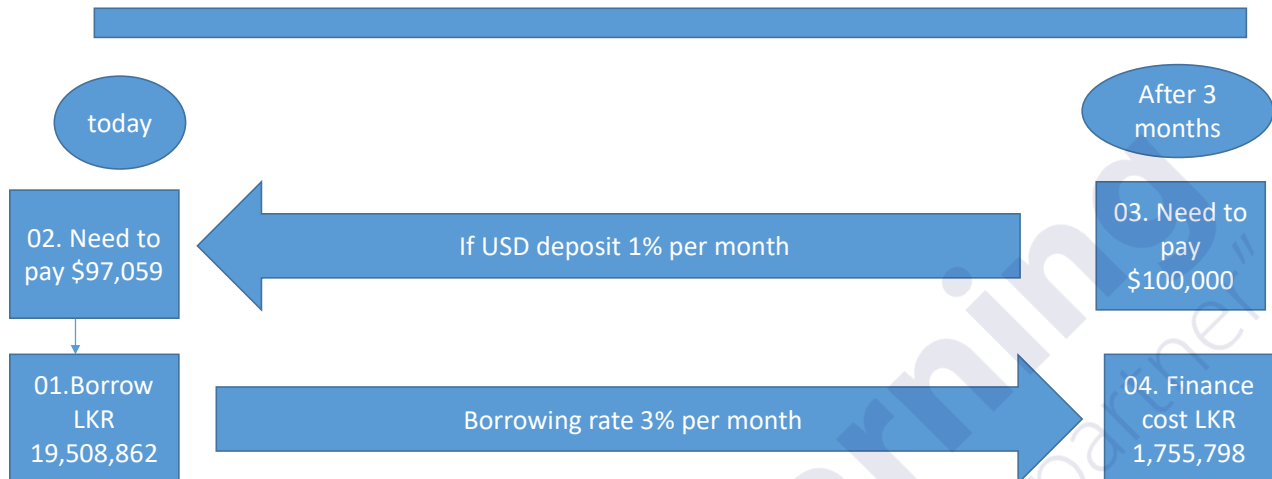 today
After 3
months
02. Need to
pay $97,059
If USD deposit 1% per month
03. Need to
pay
$100,000
01.Borrow
LKR
19,508,862
Borrowing rate 3% per month
04. Finance
cost LKR
1,755,798
rning
partner"